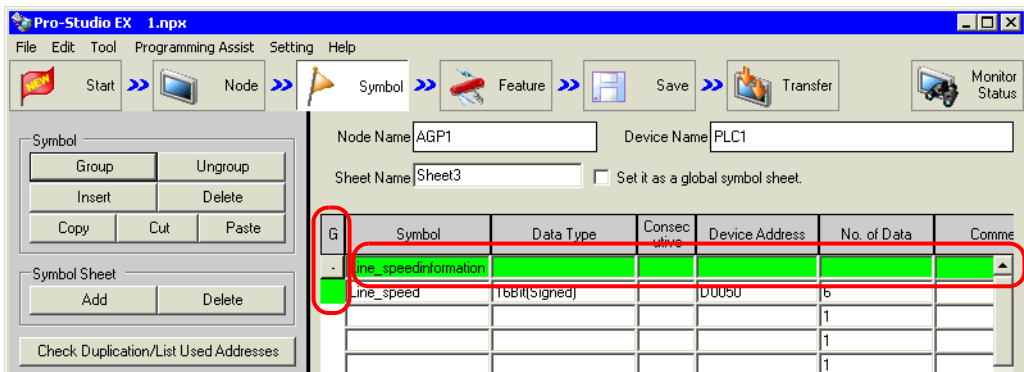 Pro-Studio EX 1.npx
File Edit Tool Programming Assist Setting Help
NEW Start Node Symbol Feature Save Transfer Monitor Status
Symbol
Group Ungroup
Insert Delete
Copy Cut Paste
Symbol Sheet
Add Delete
Check Duplication/List Used Addresses
Node Name AGP1 Device Name PLC1
Sheet Name Sheet3 Set it as a global symbol sheet.
G Symbol Data Type Consec utive Device Address No. of Data Comme
- Line_speedinformation
Line_speed 16Bit(Signed) D0050 6
1
1
1